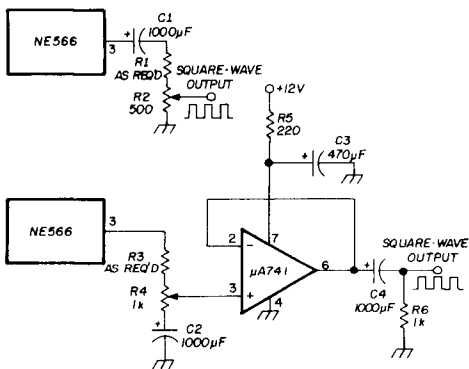 NE566
3
+
C1
1000µF
R1
AS REQ'D
R2
500
SQUARE-WAVE
OUTPUT
+12V
R5
220
C3
+
470µF
NE566
3
R3
AS REQ'D
R4
1k
+
C2
1000µF
2
-
7
µA741
3
+
4
6
+
C4
1000µF
SQUARE-WAVE
OUTPUT
R6
1k